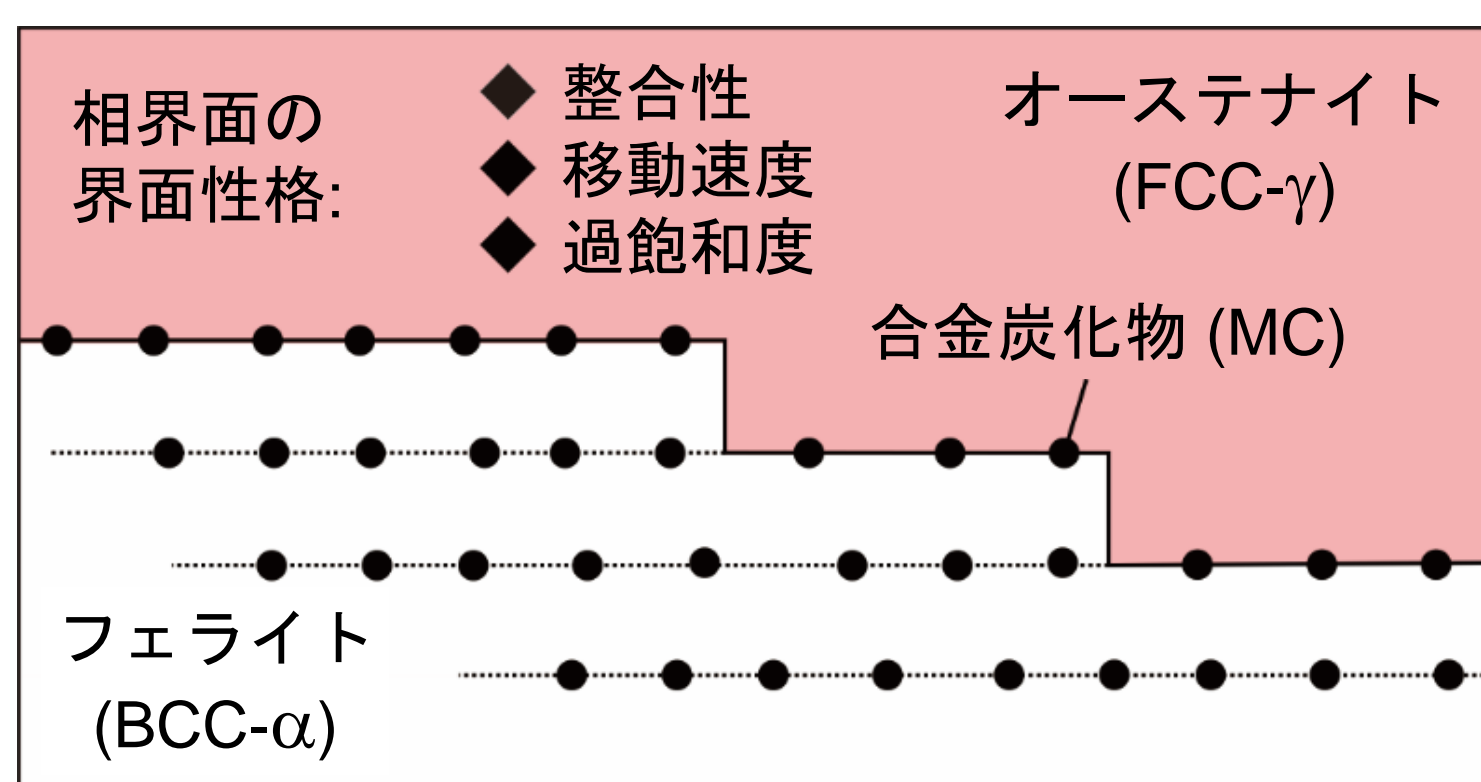 相界面の
界面性格:
◆ 整合性
◆ 移動速度
◆ 過飽和度
オーステナイト
(FCC-γ)
合金炭化物 (MC)
フェライト
(BCC-α)